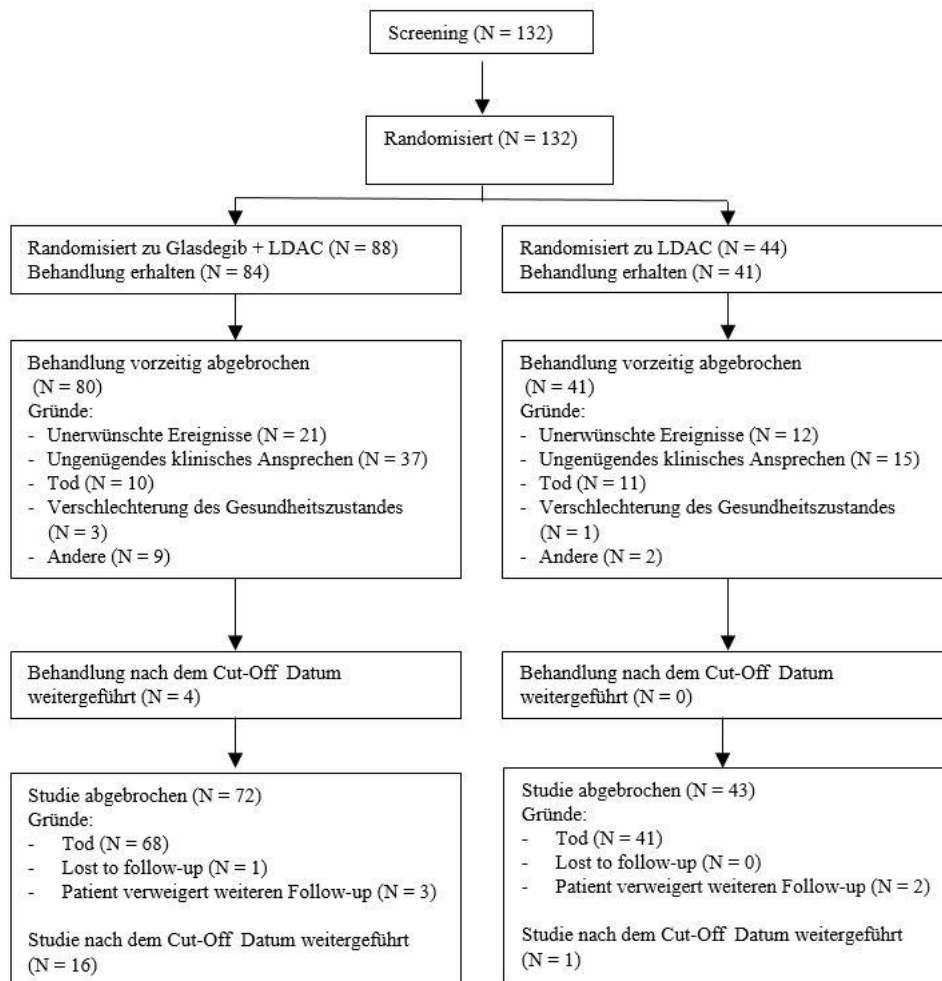 Screening (N = 132)
Randomisiert (N = 132)
Randomisiert zu Glasdegib + LDAC (N = 88)
Behandlung erhalten (N = 84)
Randomisiert zu LDAC (N = 44)
Behandlung erhalten (N = 41)
Behandlung vorzeitig abgebrochen
(N = 80)
Gründe:
- Unerwünschte Ereignisse (N = 21)
- Ungenügendes klinisches Ansprechen (N = 37)
- Tod (N = 10)
- Verschlechterung des Gesundheitszustandes
(N = 3)
- Andere (N = 9)
Behandlung vorzeitig abgebrochen
(N = 41)
Gründe:
- Unerwünschte Ereignisse (N = 12)
- Ungenügendes klinisches Ansprechen (N = 15)
- Tod (N = 11)
- Verschlechterung des Gesundheitszustandes
(N = 1)
- Andere (N = 2)
Behandlung nach dem Cut-Off Datum
weitergeführt (N = 4)
Behandlung nach dem Cut-Off Datum
weitergeführt (N = 0)
Studie abgebrochen (N = 72)
Gründe:
- Tod (N = 68)
- Lost to follow-up (N = 1)
- Patient verweigert weiteren Follow-up (N = 3)
Studie nach dem Cut-Off Datum weitergeführt
(N = 16)
Studie abgebrochen (N = 43)
Gründe:
- Tod (N = 41)
- Lost to follow-up (N = 0)
- Patient verweigert weiteren Follow-up (N = 2)
Studie nach dem Cut-Off Datum weitergeführt
(N = 1)